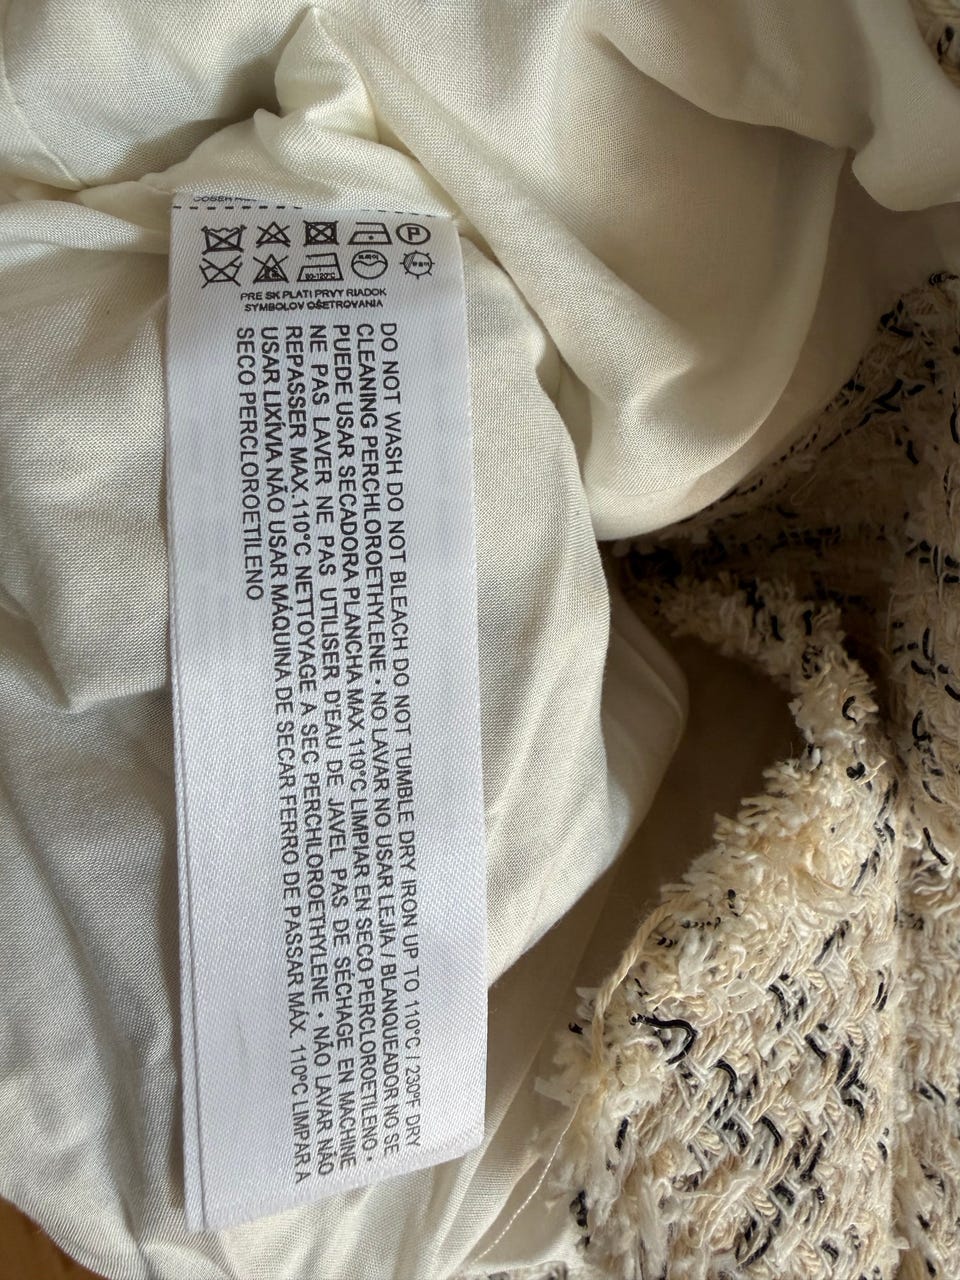 P
PRE SK PLATI PRVY RIADOK
SYMBOLOV OŠETROVANIA
DO NOT WASH DO NOT BLEACH DO NOT TUMBLE DRY IRON UP TO 110°C / 230°F DRY
CLEANING PERCHLOROETHYLENE • NO LAVAR NO USAR LEJIA / BLANQUEADOR NO SE
PUEDE USAR SECADORA PLANCHA MAX 110°C LIMPIAR EN SECO PERCLOROETILENO •
NE PAS LAVER NE PAS UTILISER D'EAU DE JAVEL PAS DE SÉCHAGE EN MACHINE
REPASSER MAX.110°C NETTOYAGE A SEC PERCHLOROETHYLENE • NÃO LAVAR NÃO
USAR LIXÍVIA NÃO USAR MÁQUINA DE SECAR FERRO DE PASSAR MÁX. 110°C LIMPAR A
SECO PERCLOROETILENO